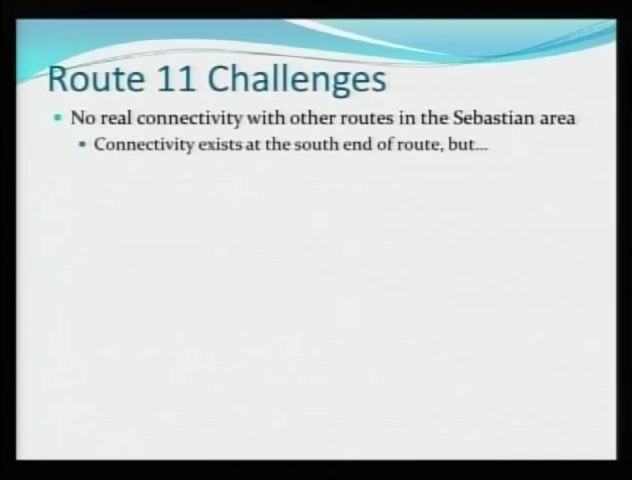 Route 11 Challenges
No real connectivity with other routes in the Sebastian area
Connectivity exists at the south end of route, but...